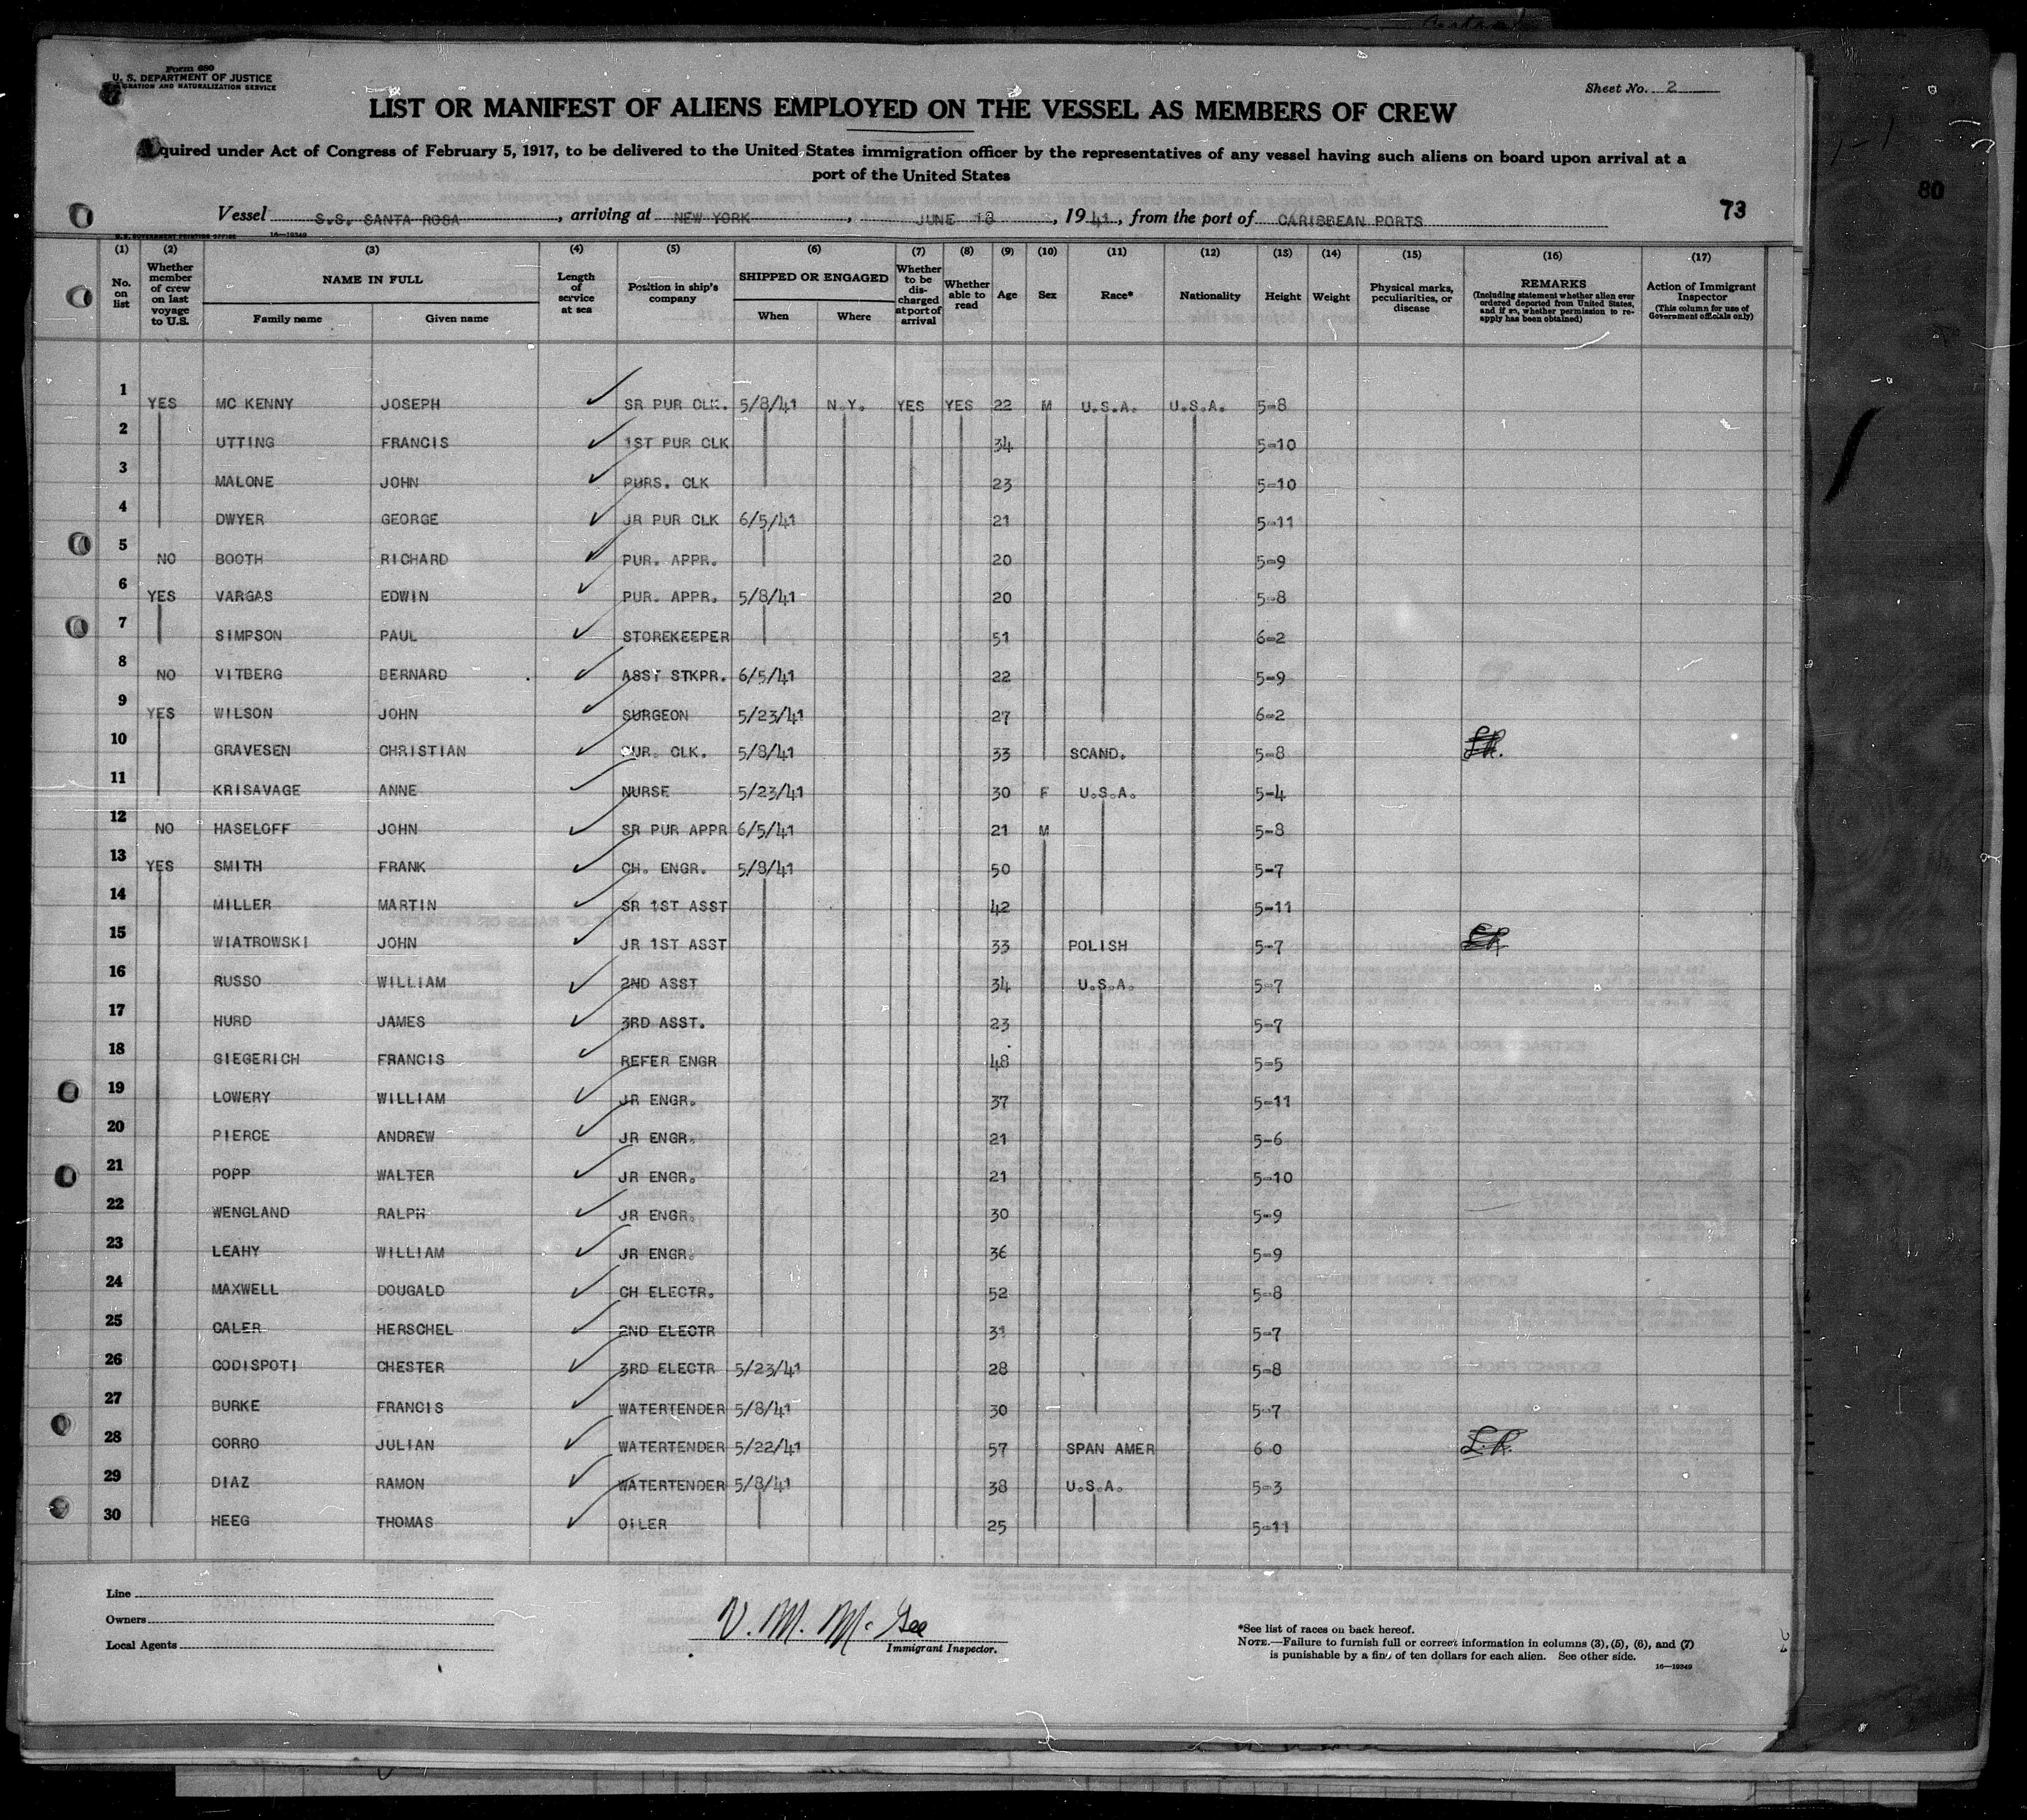 Form 680
U. S. DEPARTMENT OF JUSTICE
IMMIGRATION AND NATURALIZATION SERVICE
Sheet No. 2
LIST OR MANIFEST OF ALIENS EMPLOYED ON THE VESSEL AS MEMBERS OF CREW
Required under Act of Congress of February 5, 1917, to be delivered to the United States immigration officer by the representatives of any vessel having such aliens on board upon arrival at a
port of the United States
80
Vessel S.S. SANTA ROSA, arriving at NEW YORK, JUNE 18, 1941, from the port of CARIBBEAN PORTS 73
U. S. GOVERNMENT PRINTING OFFICE 16—19349
(1) (2) (3) (4) (5) (6) (7) (8) (9) (10) (11) (12) (13) (14) (15) (16) (17)
No. on list
Whether member of crew on last voyage to U.S.
NAME IN FULL
Family name Given name
Length of service at sea
Position in ship's company
SHIPPED OR ENGAGED
When Where
Whether to be discharged at port of arrival
Whether able to read
Age
Sex
Race*
Nationality
Height
Weight
Physical marks, peculiarities, or disease
REMARKS
(Including statement whether alien ever ordered deported from United States, and if so, whether permission to reapply has been obtained)
Action of Immigrant Inspector
(This column for use of Government officials only)
1 YES MC KENNY JOSEPH SR PUR CLK. 5/8/41 N.Y. YES YES 22 M U.S.A. U.S.A. 5-8
2 UTTING FRANCIS 1ST PUR CLK 34 5-10
3 MALONE JOHN PURS. CLK 23 5-10
4 DWYER GEORGE JR PUR CLK 6/5/41 21 5-11
5 NO BOOTH RICHARD PUR. APPR. 20 5-9
6 YES VARGAS EDWIN PUR. APPR. 5/8/41 20 5-8
7 SIMPSON PAUL STOREKEEPER 51 6-2
8 NO VITBERG BERNARD ASST STKPR. 6/5/41 22 5-9
9 YES WILSON JOHN SURGEON 5/23/41 27 6-2
10 GRAVESEN CHRISTIAN PUR. CLK. 5/8/41 33 SCAND. 5-8
11 KRISAVAGE ANNE NURSE 5/23/41 30 F U.S.A. 5-4
12 NO HASELOFF JOHN SR PUR APPR 6/5/41 21 M 5-8
13 YES SMITH FRANK CH. ENGR. 5/8/41 50 5-7
14 MILLER MARTIN SR 1ST ASST 42 5-11
15 WIATROWSKI JOHN JR 1ST ASST 33 POLISH 5-7
16 RUSSO WILLIAM 2ND ASST 34 U.S.A. 5-7
17 HURD JAMES 3RD ASST. 23 5-7
18 GIEGERICH FRANCIS REFER ENGR 48 5-5
19 LOWERY WILLIAM JR ENGR. 37 5-11
20 PIERCE ANDREW JR ENGR. 21 5-6
21 POPP WALTER JR ENGR. 21 5-10
22 WENGLAND RALPH JR ENGR. 30 5-9
23 LEAHY WILLIAM JR ENGR. 36 5-9
24 MAXWELL DOUGALD CH ELECTR. 52 5-8
25 CALER HERSCHEL 2ND ELECTR 31 5-7
26 CODISPOTI CHESTER 3RD ELECTR 5/23/41 28 5-8
27 BURKE FRANCIS WATERTENDER 5/8/41 30 5-7
28 CORRO JULIAN WATERTENDER 5/22/41 57 SPAN AMER 6 0 L.R.
29 DIAZ RAMON WATERTENDER 5/8/41 38 U.S.A. 5-3
30 HEEG THOMAS OILER 25 5-11
Line
Owners
Local Agents
V. M. McGee
Immigrant Inspector.
*See list of races on back hereof.
NOTE.—Failure to furnish full or correct information in columns (3), (5), (6), and (7)
is punishable by a fine of ten dollars for each alien. See other side.
16—19349